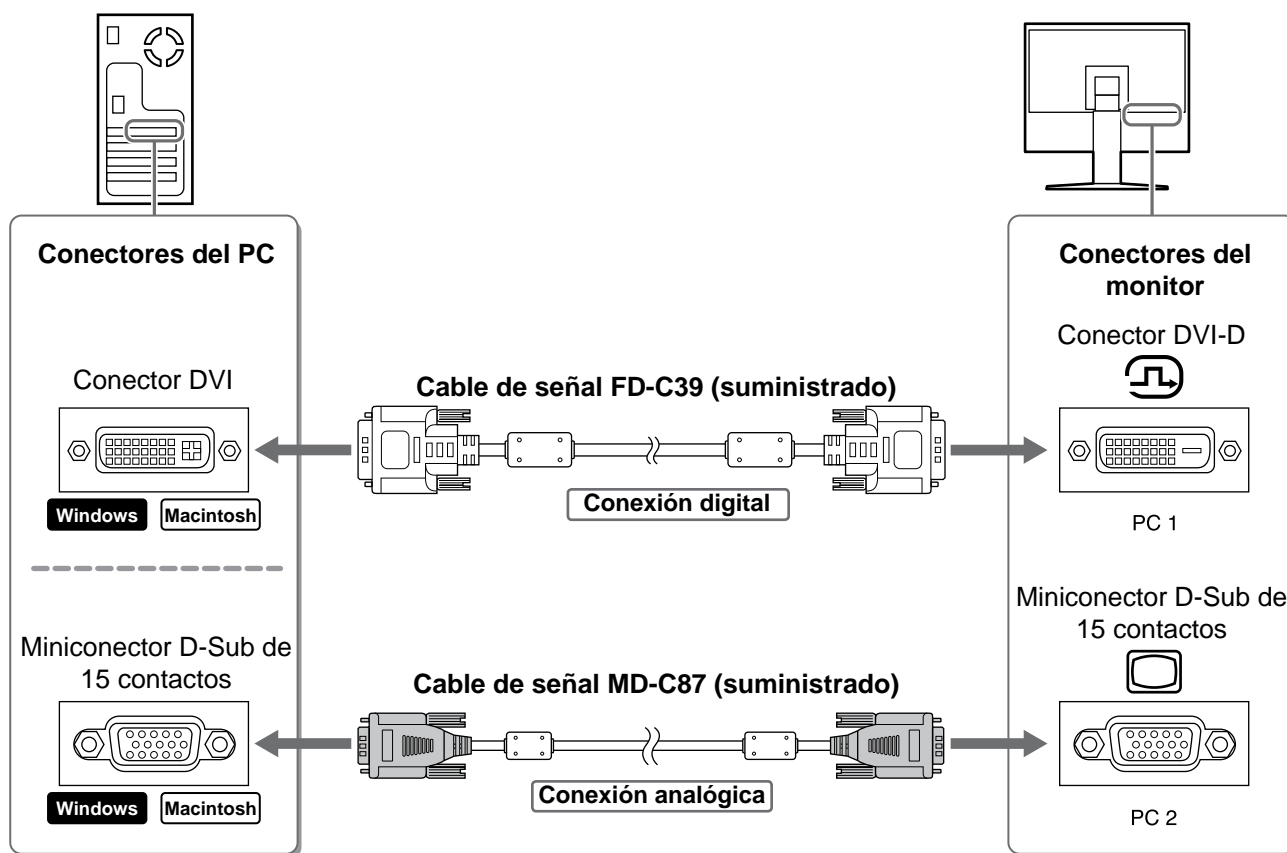 Conectores del PC
Conector DVI
Windows
Macintosh
Miniconector D-Sub de
15 contactos
Windows
Macintosh
Cable de señal FD-C39 (suministrado)
Conexión digital
Cable de señal MD-C87 (suministrado)
Conexión analógica
Conectores del
monitor
Conector DVI-D
PC 1
Miniconector D-Sub de
15 contactos
PC 2